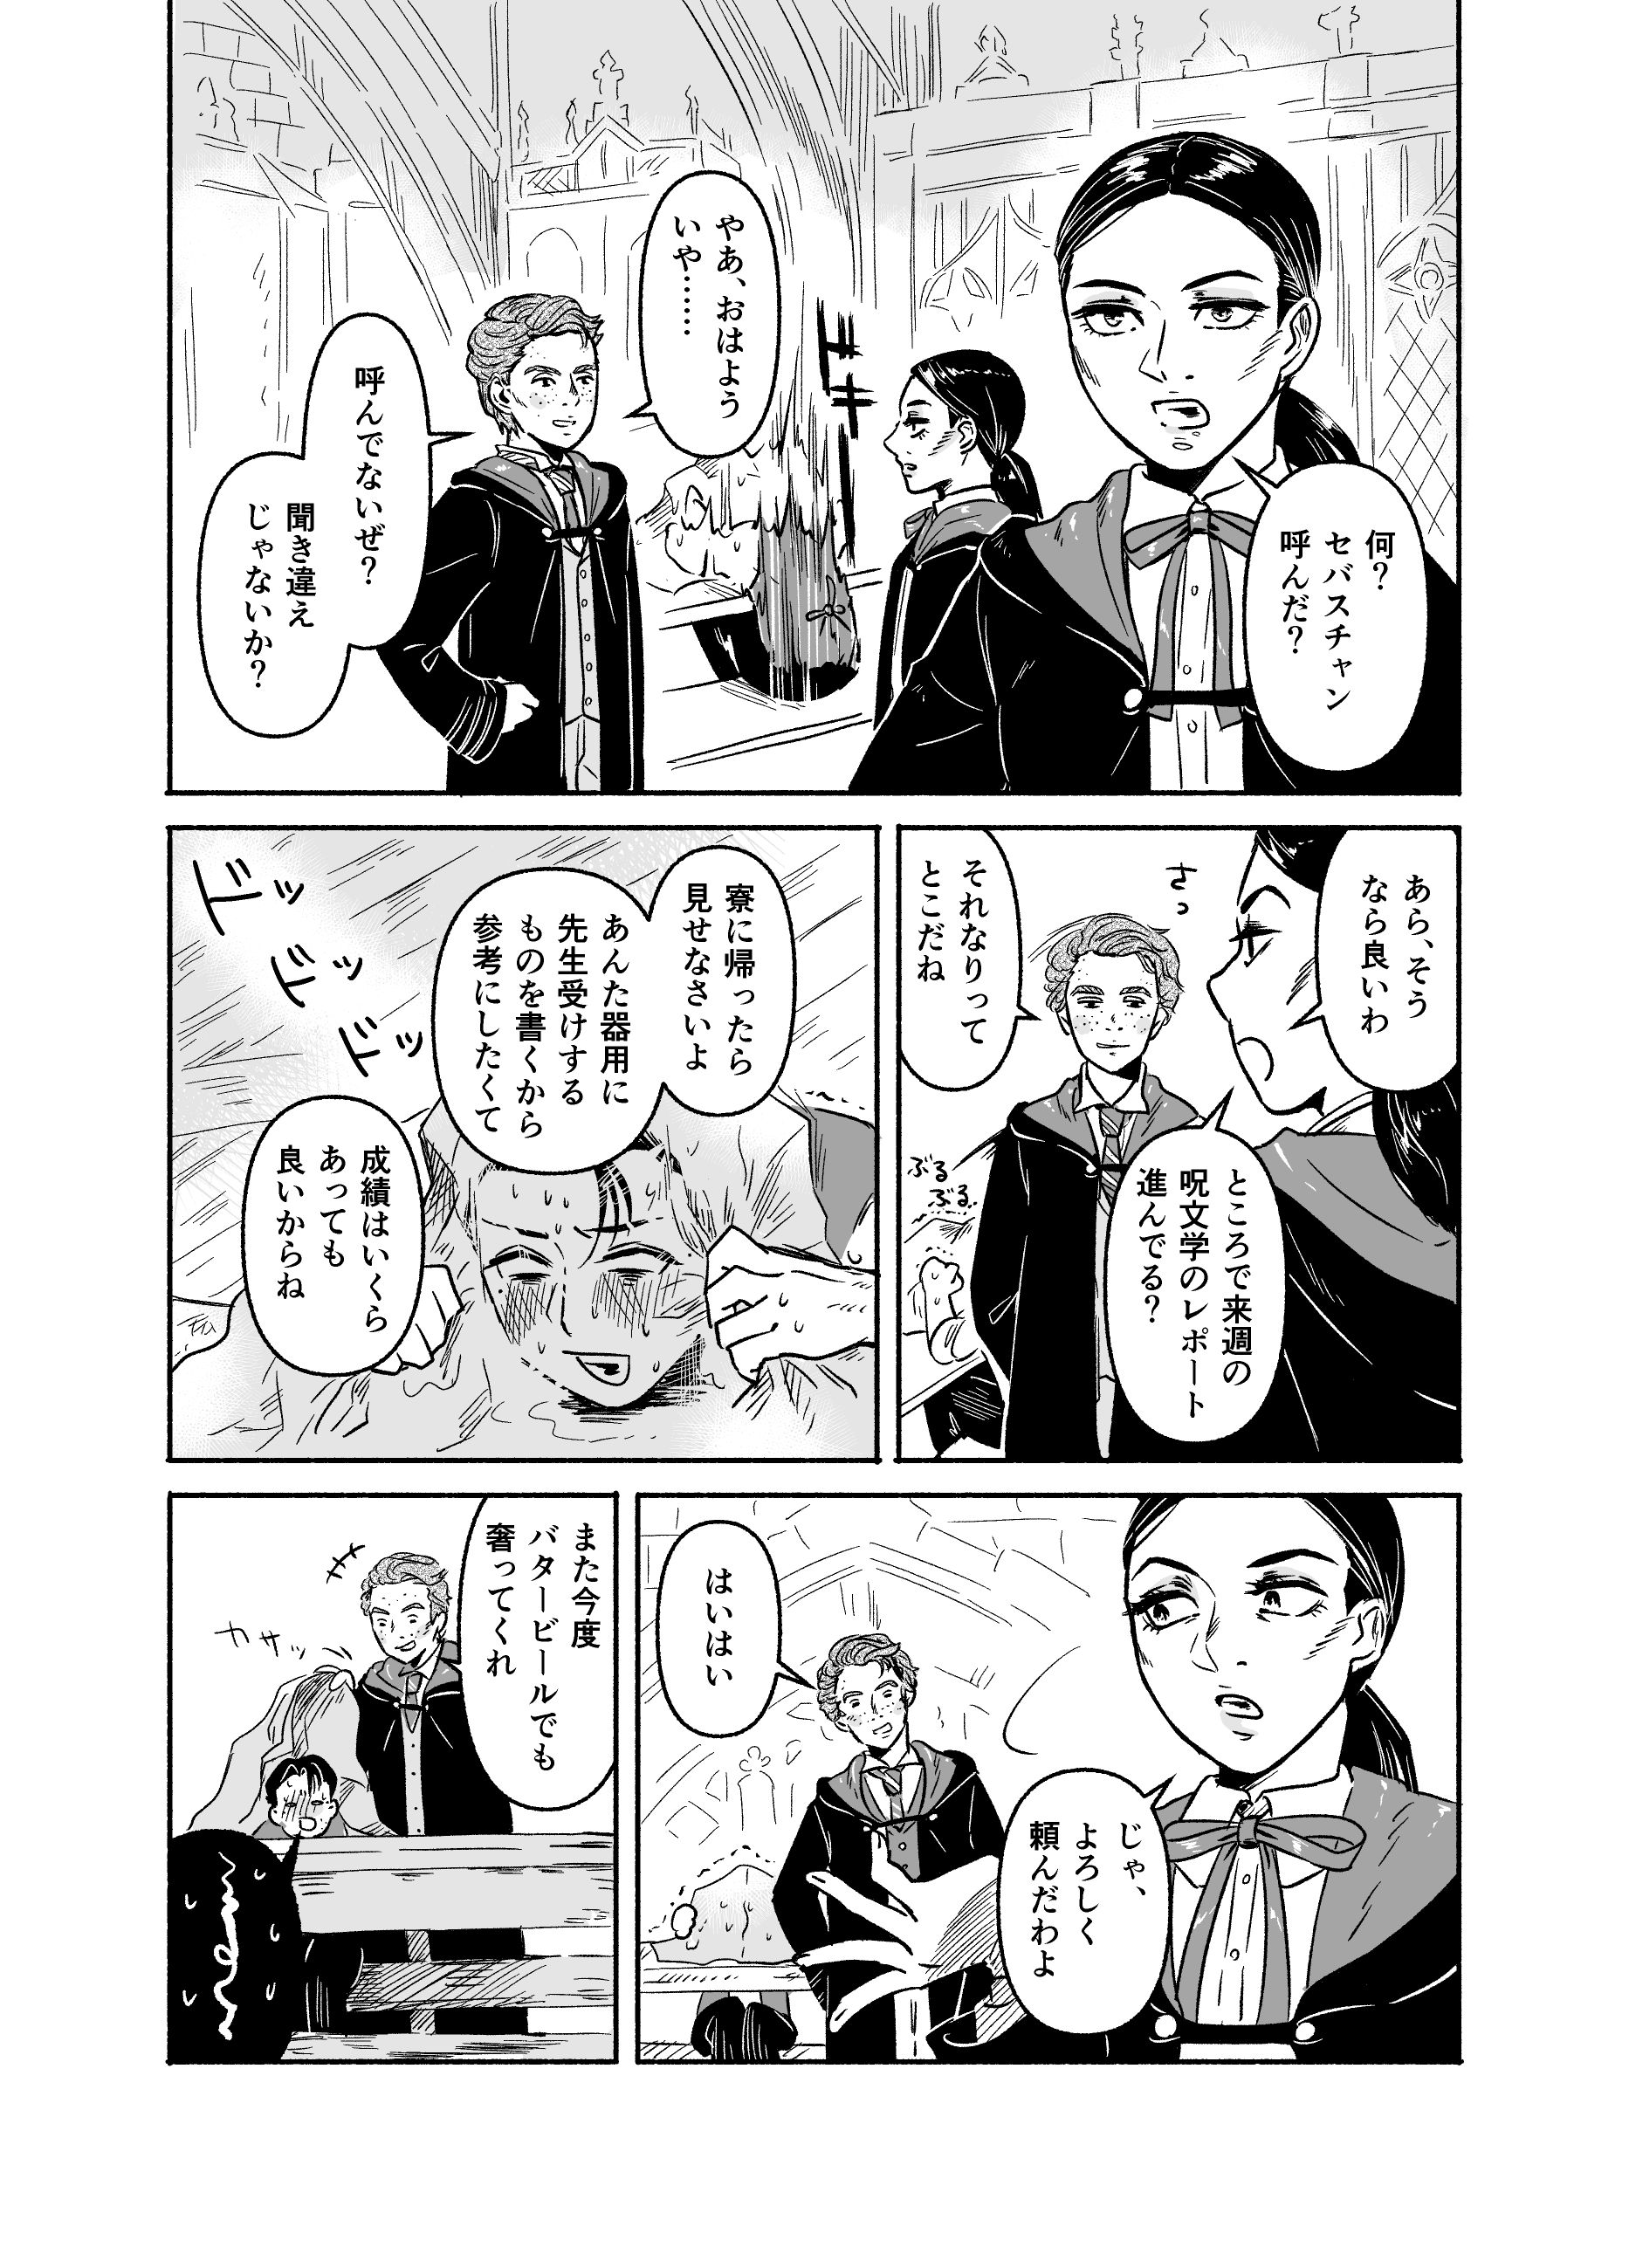 何?
セバスチャン
呼んだ?
やあ、おはよう
いや……
呼んでないぜ?
聞き違え
じゃないか?
あら、そう
なら良いわ
さっ
ところで来週の
呪文学のレポート
進んでる?
それなりって
とこだね
ぶる
ぶる
寮に帰ったら
見せなさいよ
あんた器用に
先生受けする
ものを書くから
参考にしたくて
成績はいくら
あっても
良いからね
ドッ
ドッ
ドッ
じゃ、
よろしく
頼んだわよ
はいはい
また今度
バタービールでも
奢ってくれ
カサッ